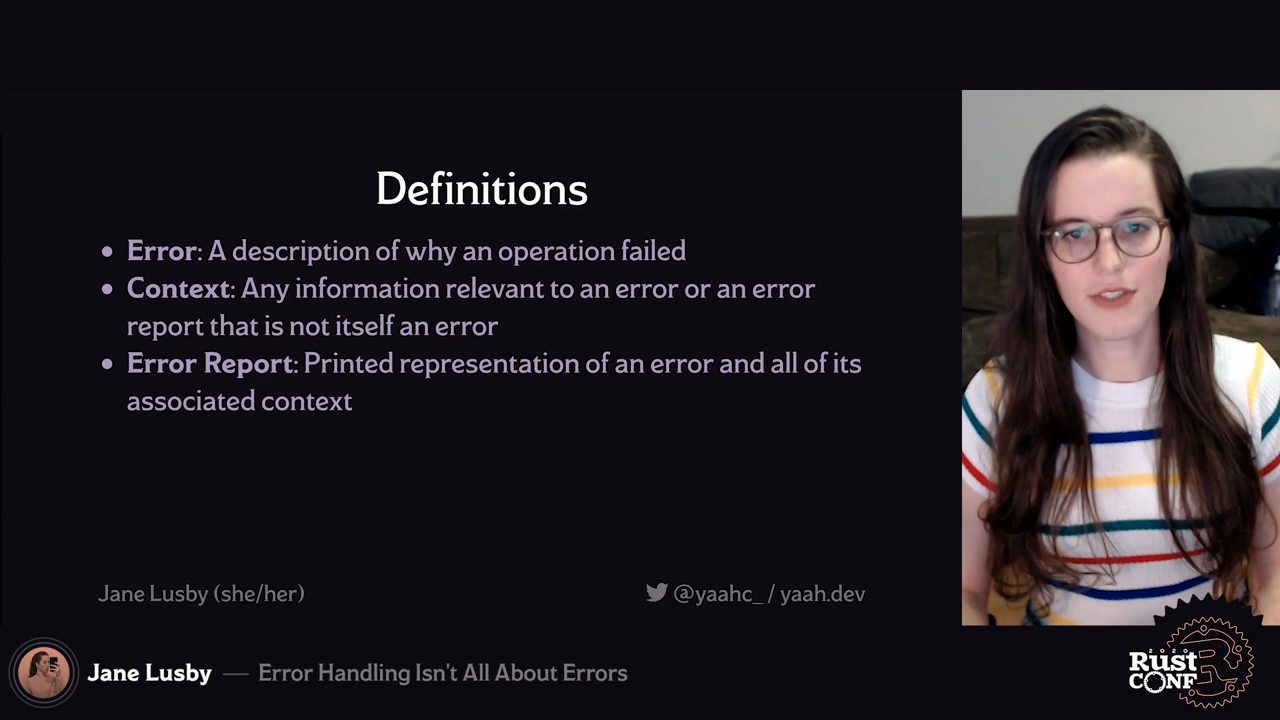 Definitions
• Error: A description of why an operation failed
• Context: Any information relevant to an error or an error
report that is not itself an error
• Error Report: Printed representation of an error and all of its
associated context
Jane Lusby (she/her)
@yaahc_ / yaah.dev
Jane Lusby — Error Handling Isn't All About Errors
2020
Rust
CONF
R